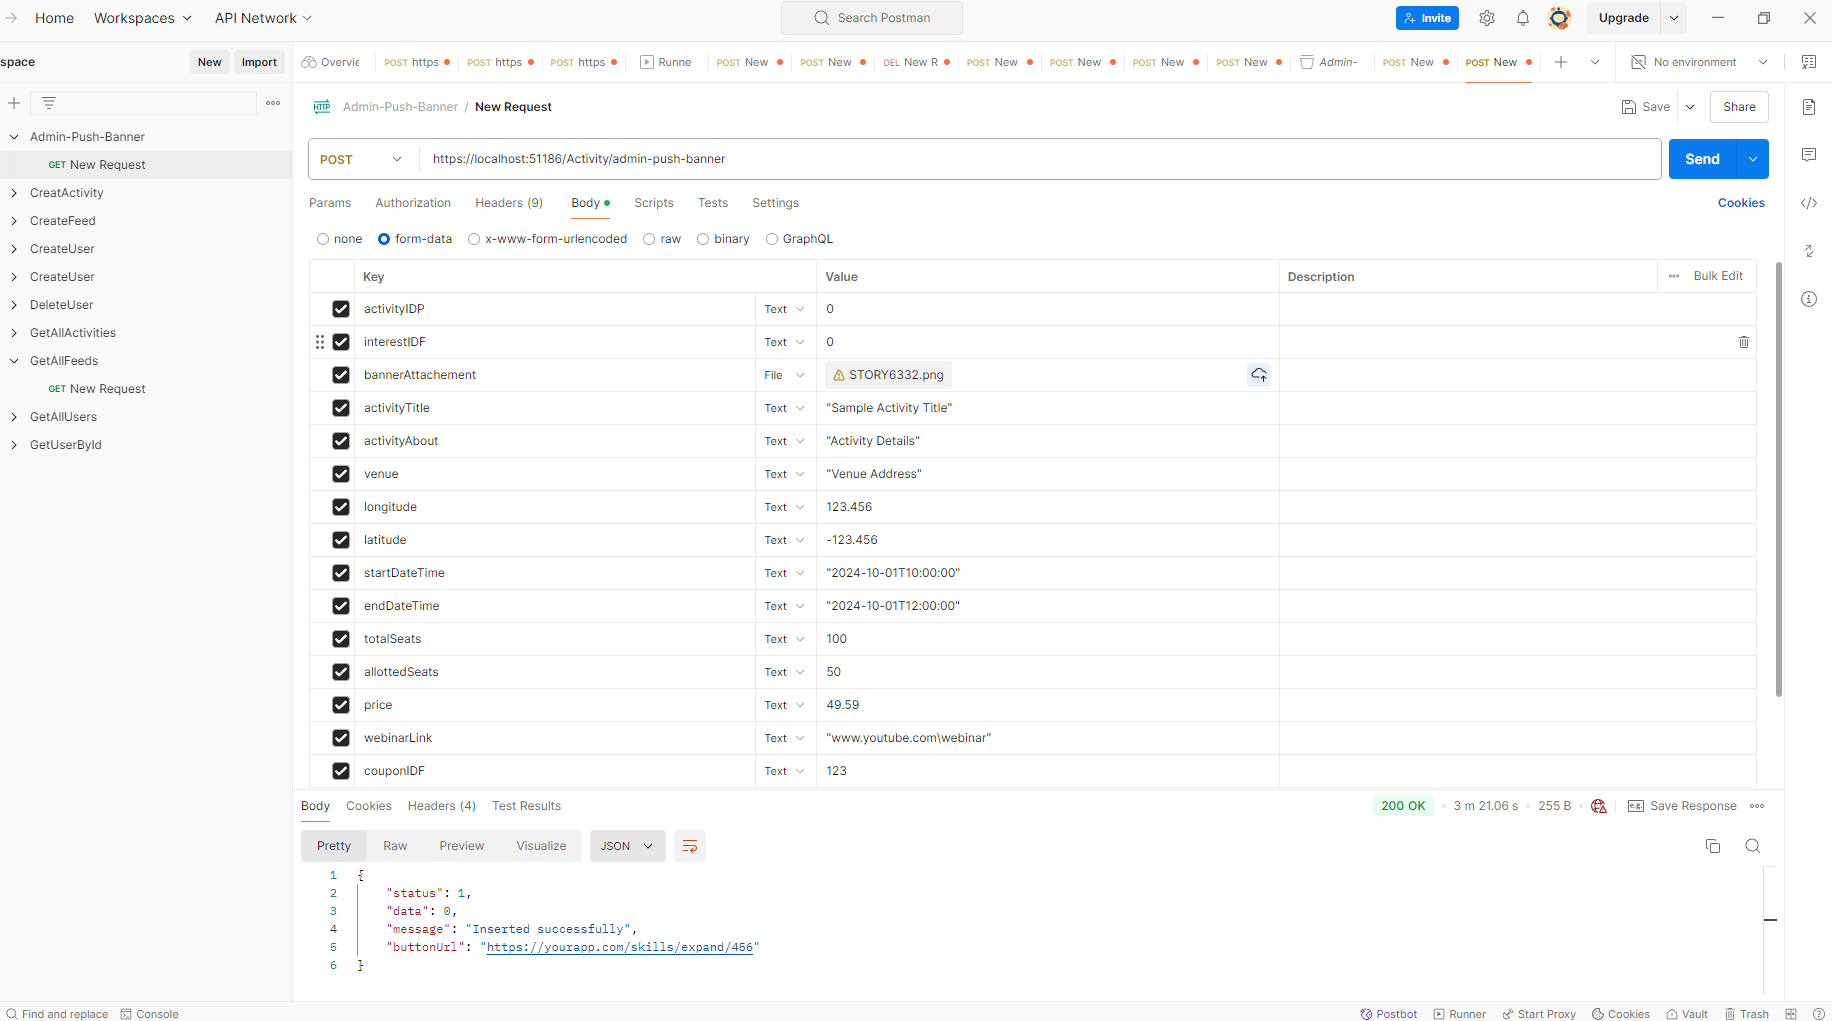 Home Workspaces API Network Search Postman Invite Upgrade
space New Import Overvie POST https POST https POST https Runne POST New POST New DEL New R POST New POST New POST New POST New Admin- POST New POST New No environment
Admin-Push-Banner / New Request Save Share
Admin-Push-Banner
GET New Request
CreatActivity
CreateFeed
CreateUser
CreateUser
DeleteUser
GetAllActivities
GetAllFeeds
GET New Request
GetAllUsers
GetUserById
HTTP
POST https://localhost:51186/Activity/admin-push-banner Send
Params Authorization Headers (9) Body Scripts Tests Settings Cookies
none form-data x-www-form-urlencoded raw binary GraphQL
Key Value Description Bulk Edit
activityIDP Text 0
interestIDF Text 0
bannerAttachement File STORY6332.png
activityTitle Text "Sample Activity Title"
activityAbout Text "Activity Details"
venue Text "Venue Address"
longitude Text 123.456
latitude Text -123.456
startDateTime Text "2024-10-01T10:00:00"
endDateTime Text "2024-10-01T12:00:00"
totalSeats Text 100
allottedSeats Text 50
price Text 49.59
webinarLink Text "www.youtube.com\webinar"
couponIDF Text 123
Body Cookies Headers (4) Test Results 200 OK 3 m 21.06 s 255 B e.g. Save Response
Pretty Raw Preview Visualize JSON
1 {
2 "status": 1,
3 "data": 0,
4 "message": "Inserted successfully",
5 "buttonUrl": "https://yourapp.com/skills/expand/456"
6 }
Find and replace Console Postbot Runner Start Proxy Cookies Vault Trash